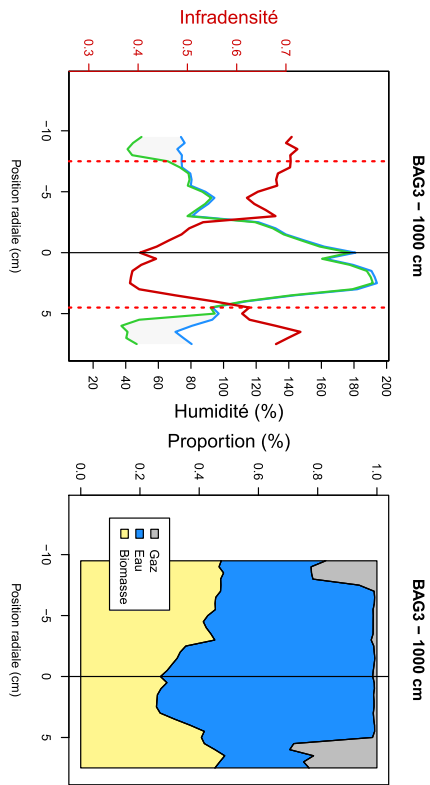 Infradensité
0.3 0.4 0.5 0.6 0.7
BAG3 − 1000 cm
−10 −5 0 5
Position radiale (cm)
20 40 60 80 100 120 140 160 180 200
Humidité (%)
Proportion (%)
0.0 0.2 0.4 0.6 0.8 1.0
BAG3 − 1000 cm
Gaz
Eau
Biomasse
−10 −5 0 5
Position radiale (cm)